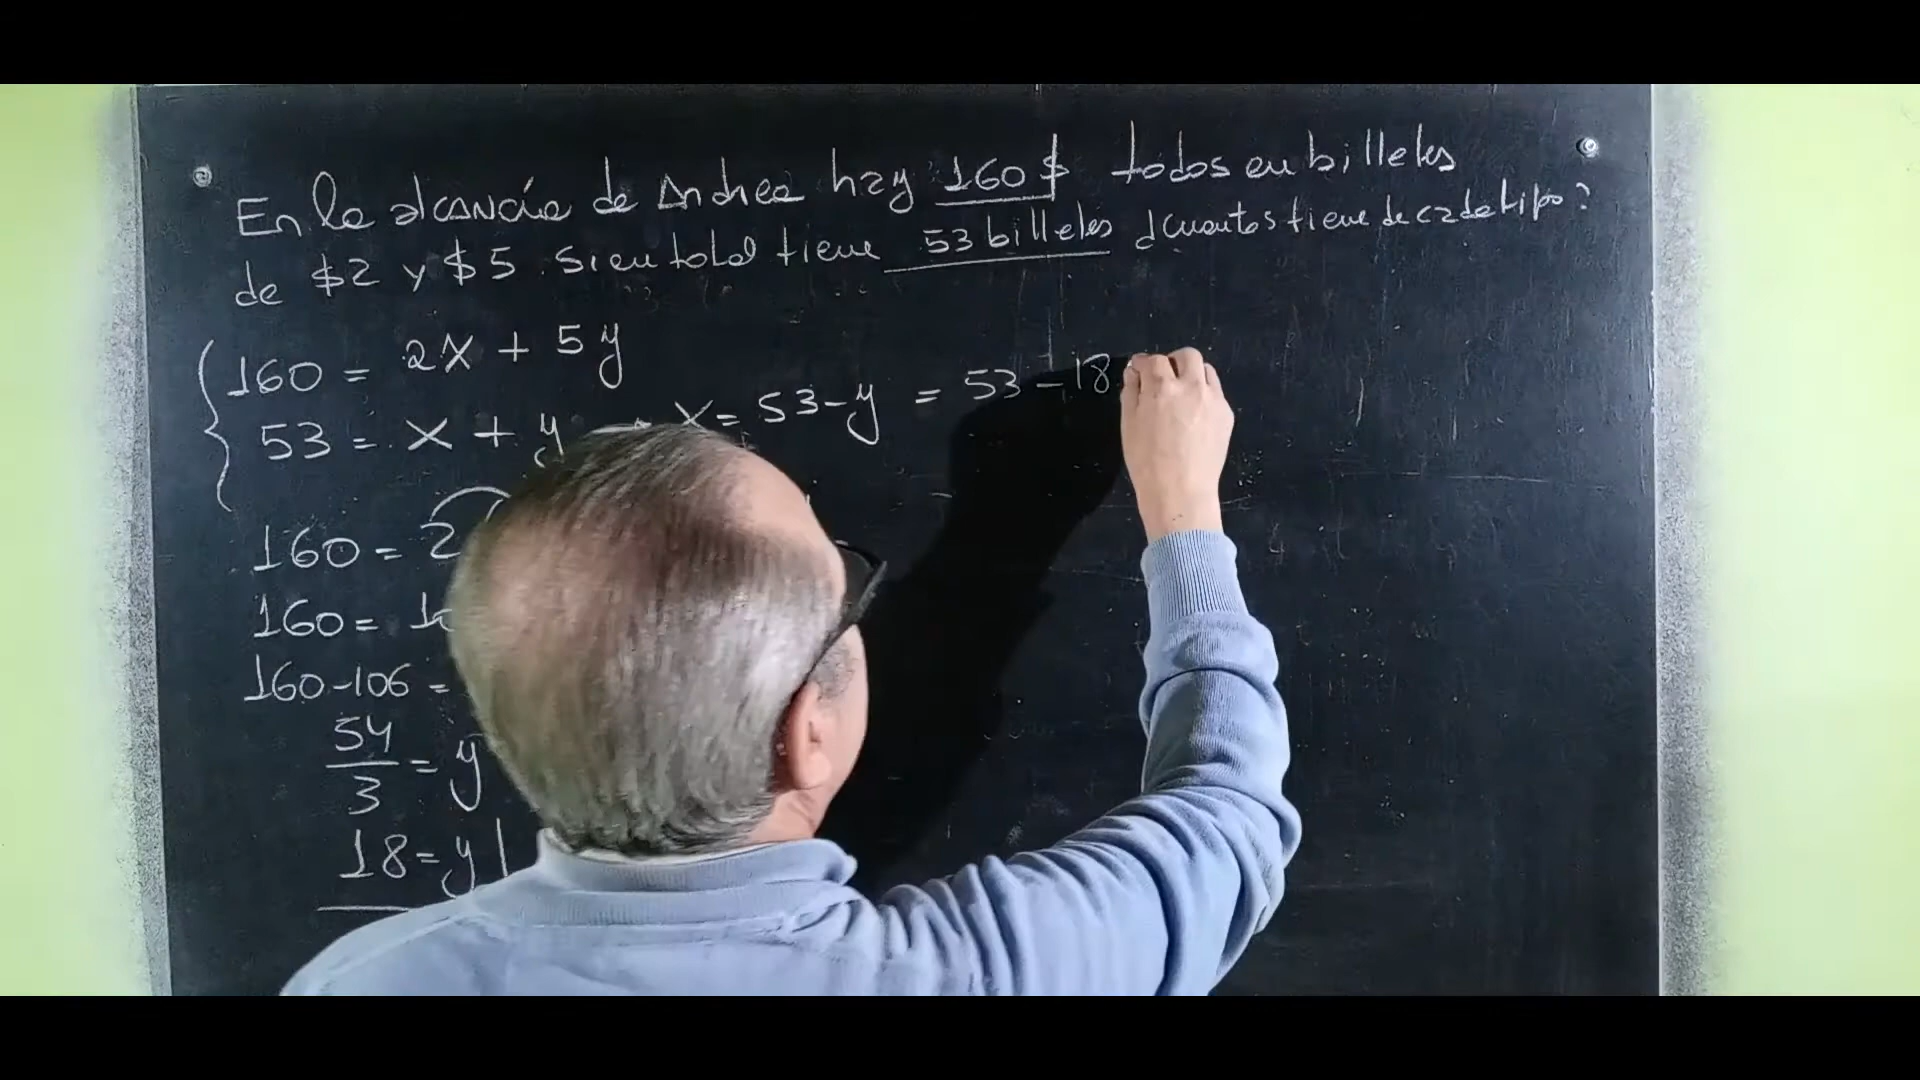 En la alcancía de Andrea hay 160 $ todos en billetes
de $2 y $5. Si en total tiene 53 billetes ¿Cuantos tiene de cada tipo?
160 = 2x + 5y
53 = x + y x = 53 - y = 53 - 18
160 = 2
160 =
160 - 106 =
54/3 = y
18 = y